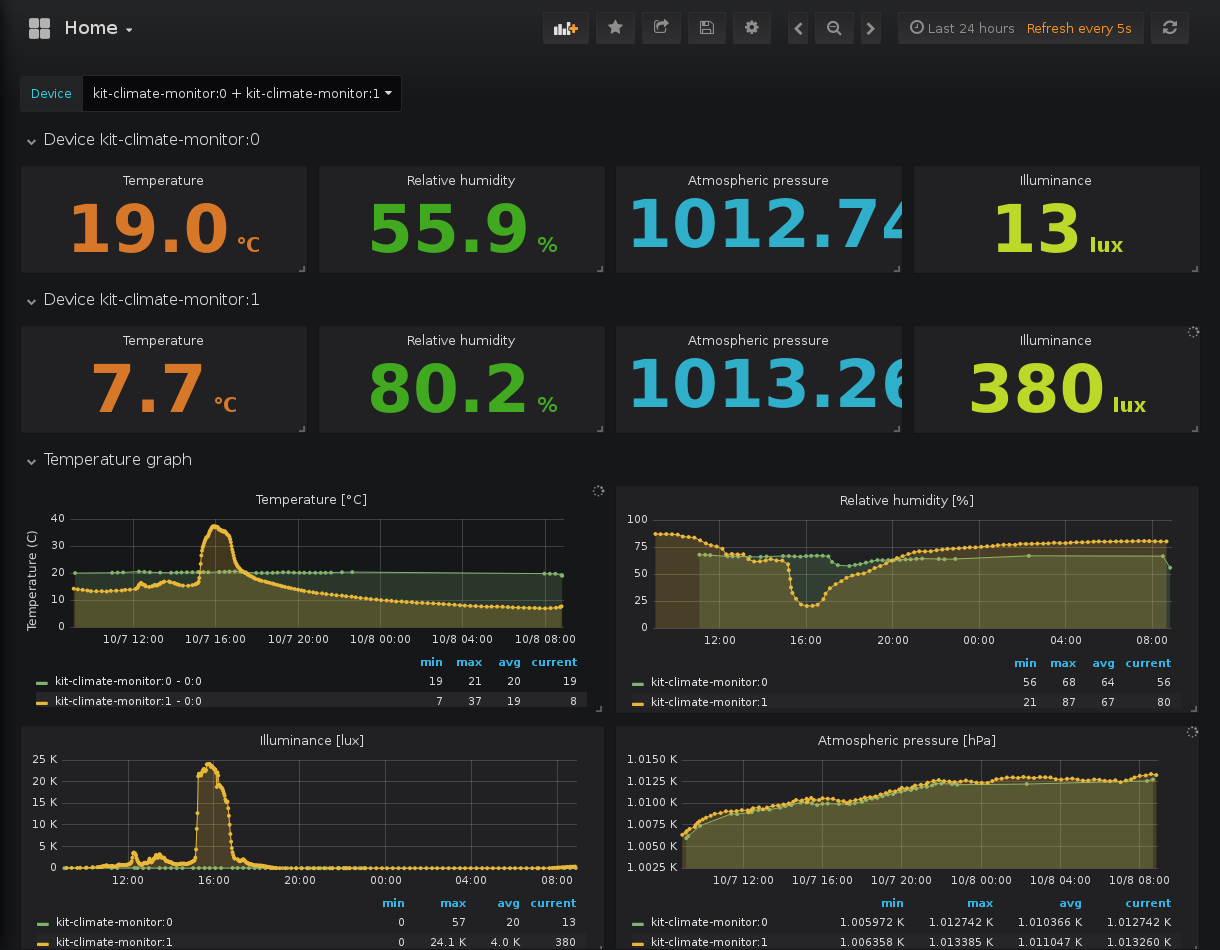 Home
Last 24 hours Refresh every 5s
Device kit-climate-monitor:0 + kit-climate-monitor:1
Device kit-climate-monitor:0
Temperature Relative humidity Atmospheric pressure Illuminance
19.0 °C 55.9 % 1012.74 13 lux
Device kit-climate-monitor:1
Temperature Relative humidity Atmospheric pressure Illuminance
7.7 °C 80.2 % 1013.26 380 lux
Temperature graph
Temperature [°C]
Temperature (C)
40
30
20
10
0
10/7 12:00 10/7 16:00 10/7 20:00 10/8 00:00 10/8 04:00 10/8 08:00
min max avg current
kit-climate-monitor:0 - 0:0 19 21 20 19
kit-climate-monitor:1 - 0:0 7 37 19 8
Relative humidity [%]
100
75
50
25
0
12:00 16:00 20:00 00:00 04:00 08:00
min max avg current
kit-climate-monitor:0 56 68 64 56
kit-climate-monitor:1 21 87 67 80
Illuminance [lux]
25 K
20 K
15 K
10 K
5 K
0
12:00 16:00 20:00 00:00 04:00 08:00
min max avg current
kit-climate-monitor:0 0 57 20 13
kit-climate-monitor:1 0 24.1 K 4.0 K 380
Atmospheric pressure [hPa]
1.0150 K
1.0125 K
1.0100 K
1.0075 K
1.0050 K
1.0025 K
10/7 12:00 10/7 16:00 10/7 20:00 10/8 00:00 10/8 04:00 10/8 08:00
min max avg current
kit-climate-monitor:0 1.005972 K 1.012742 K 1.010366 K 1.012742 K
kit-climate-monitor:1 1.006358 K 1.013385 K 1.011047 K 1.013260 K